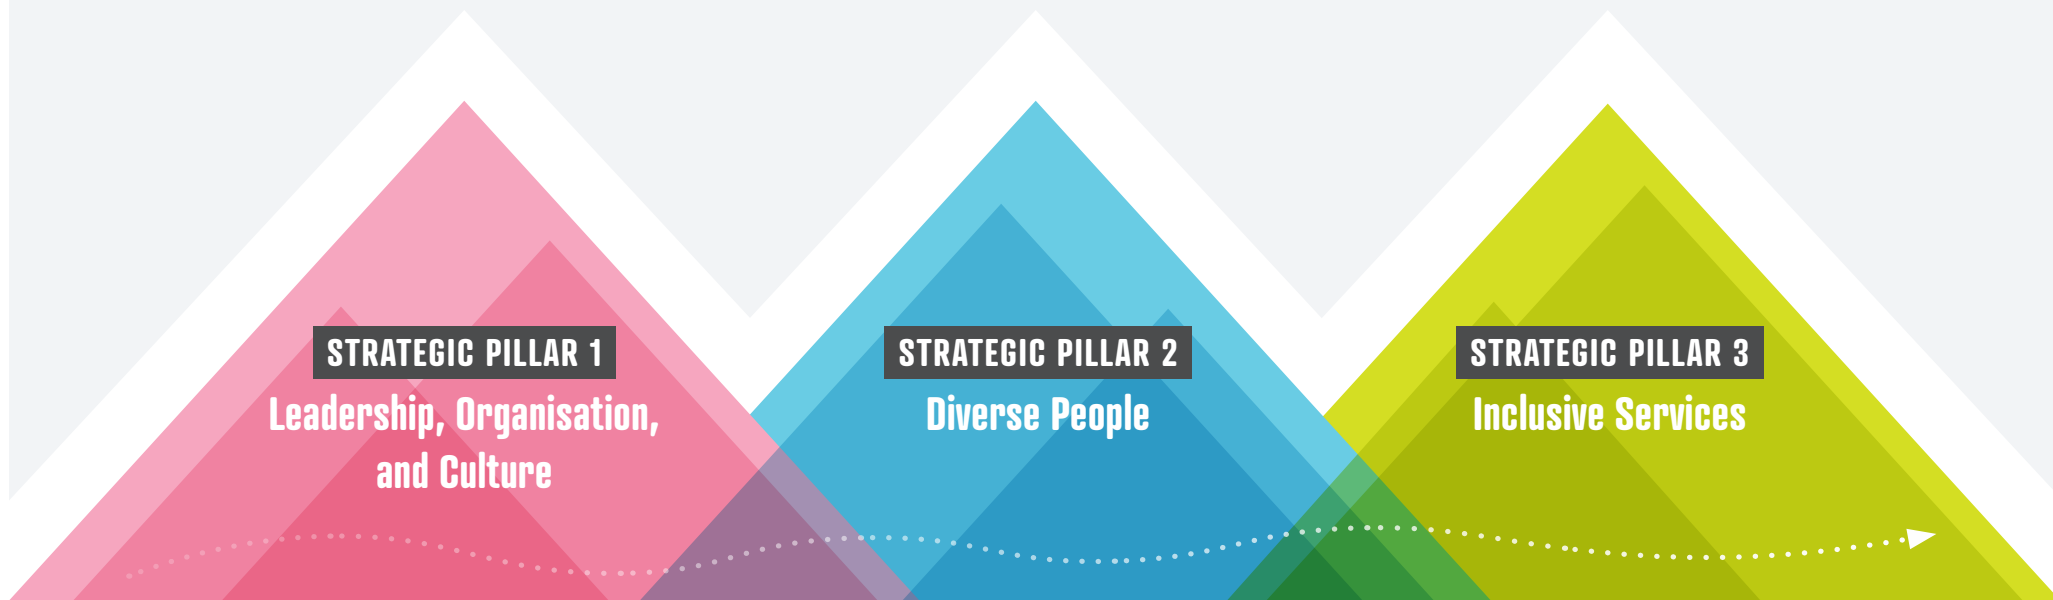 STRATEGIC PILLAR 1
Leadership, Organisation,
and Culture
STRATEGIC PILLAR 2
Diverse People
STRATEGIC PILLAR 3
Inclusive Services